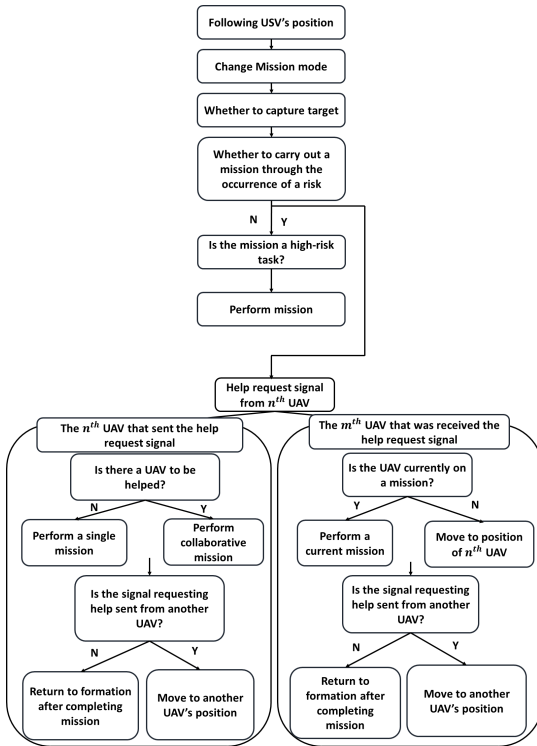 Following USV's position
Change Mission mode
Whether to capture target
Whether to carry out a
mission through the
occurrence of a risk
N
Y
Is the mission a high-risk
task?
Perform mission
Help request signal
from nᵗʰ UAV
The nᵗʰ UAV that sent the help
request signal
Is there a UAV to be
helped?
N
Y
Perform a single
mission
Perform
collaborative
mission
Is the signal requesting
help sent from another
UAV?
N
Y
Return to formation
after completing
mission
Move to another
UAV's position
The mᵗʰ UAV that was received the
help request signal
Is the UAV currently on
a mission?
Y
N
Perform a
current mission
Move to position
of nᵗʰ UAV
Is the signal requesting
help sent from another
UAV?
N
Y
Return to
formation after
completing
mission
Move to another
UAV's position